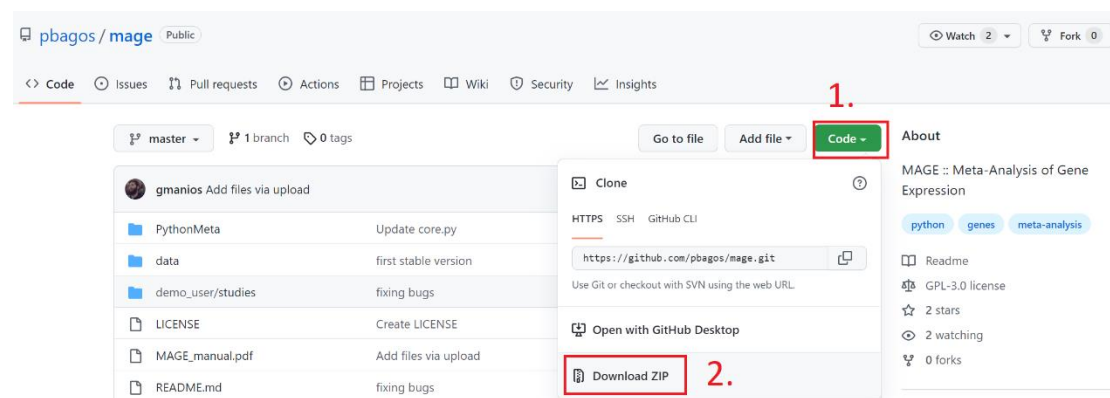 pbagos / mage Public
Watch 2 Fork 0
<> Code Issues Pull requests Actions Projects Wiki Security Insights
1.
master 1 branch 0 tags Go to file Add file Code
About
MAGE :: Meta-Analysis of Gene
Expression
python genes meta-analysis
Readme
GPL-3.0 license
2 stars
2 watching
0 forks
gmanios Add files via upload
PythonMeta Update core.py
data first stable version
demo_user/studies fixing bugs
LICENSE Create LICENSE
MAGE_manual.pdf Add files via upload
README.md fixing bugs
Clone
HTTPS SSH GitHub CLI
https://github.com/pbagos/mage.git
Use Git or checkout with SVN using the web URL.
Open with GitHub Desktop
Download ZIP 2.